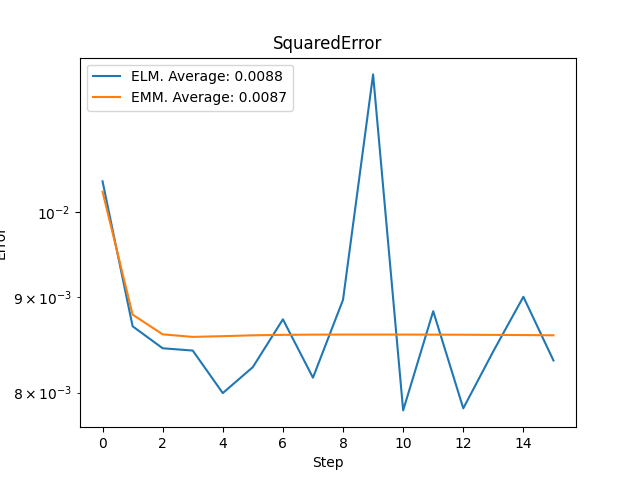 SquaredError
ELM. Average: 0.0088
EMM. Average: 0.0087
Error
10⁻²
9 × 10⁻³
8 × 10⁻³
0 2 4 6 8 10 12 14
Step